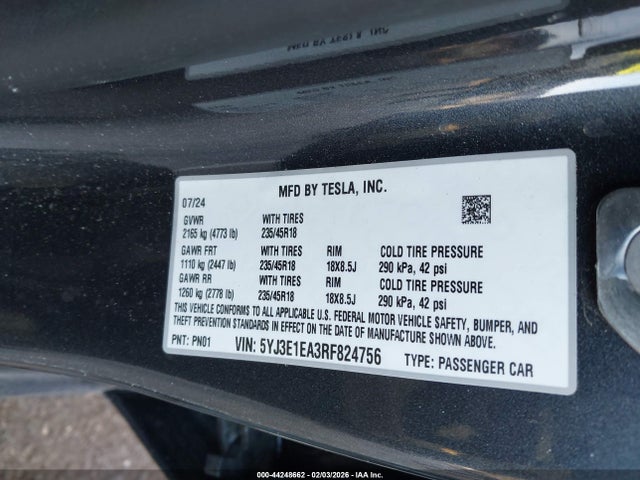 MFD BY TESLA, INC.
07/24
GVWR WITH TIRES
2165 kg (4773 lb) 235/45R18
GAWR FRT WITH TIRES RIM COLD TIRE PRESSURE
1110 kg (2447 lb) 235/45R18 18X8.5J 290 kPa, 42 psi
GAWR RR WITH TIRES RIM COLD TIRE PRESSURE
1260 kg (2778 lb) 235/45R18 18X8.5J 290 kPa, 42 psi
THIS VEHICLE CONFORMS TO ALL APPLICABLE U.S. FEDERAL MOTOR VEHICLE SAFETY, BUMPER, AND
THEFT PREVENTION STANDARDS IN EFFECT ON THE DATE OF MANUFACTURE SHOWN ABOVE.
PNT: PN01 VIN: 5YJ3E1EA3RF824756 TYPE: PASSENGER CAR
000-44248662 - 02/03/2026 - IAA Inc.